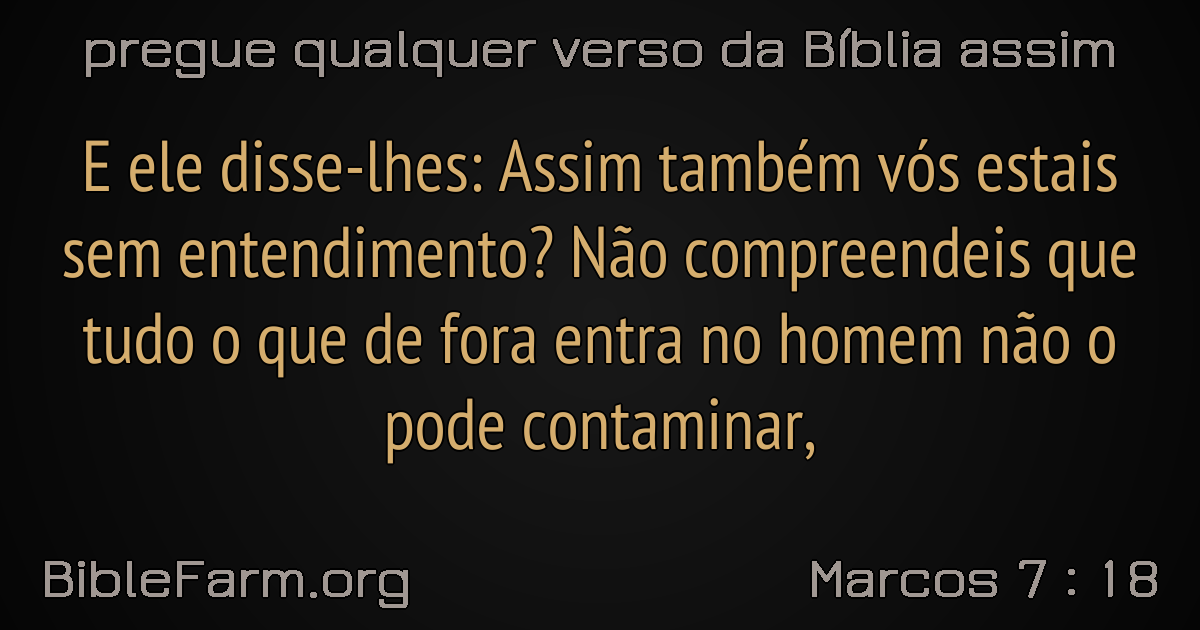 pregue qualquer verso da Bíblia assim
E ele disse-lhes: Assim também vós estais
sem entendimento? Não compreendeis que
tudo o que de fora entra no homem não o
pode contaminar,
BibleFarm.org
Marcos 7 : 18